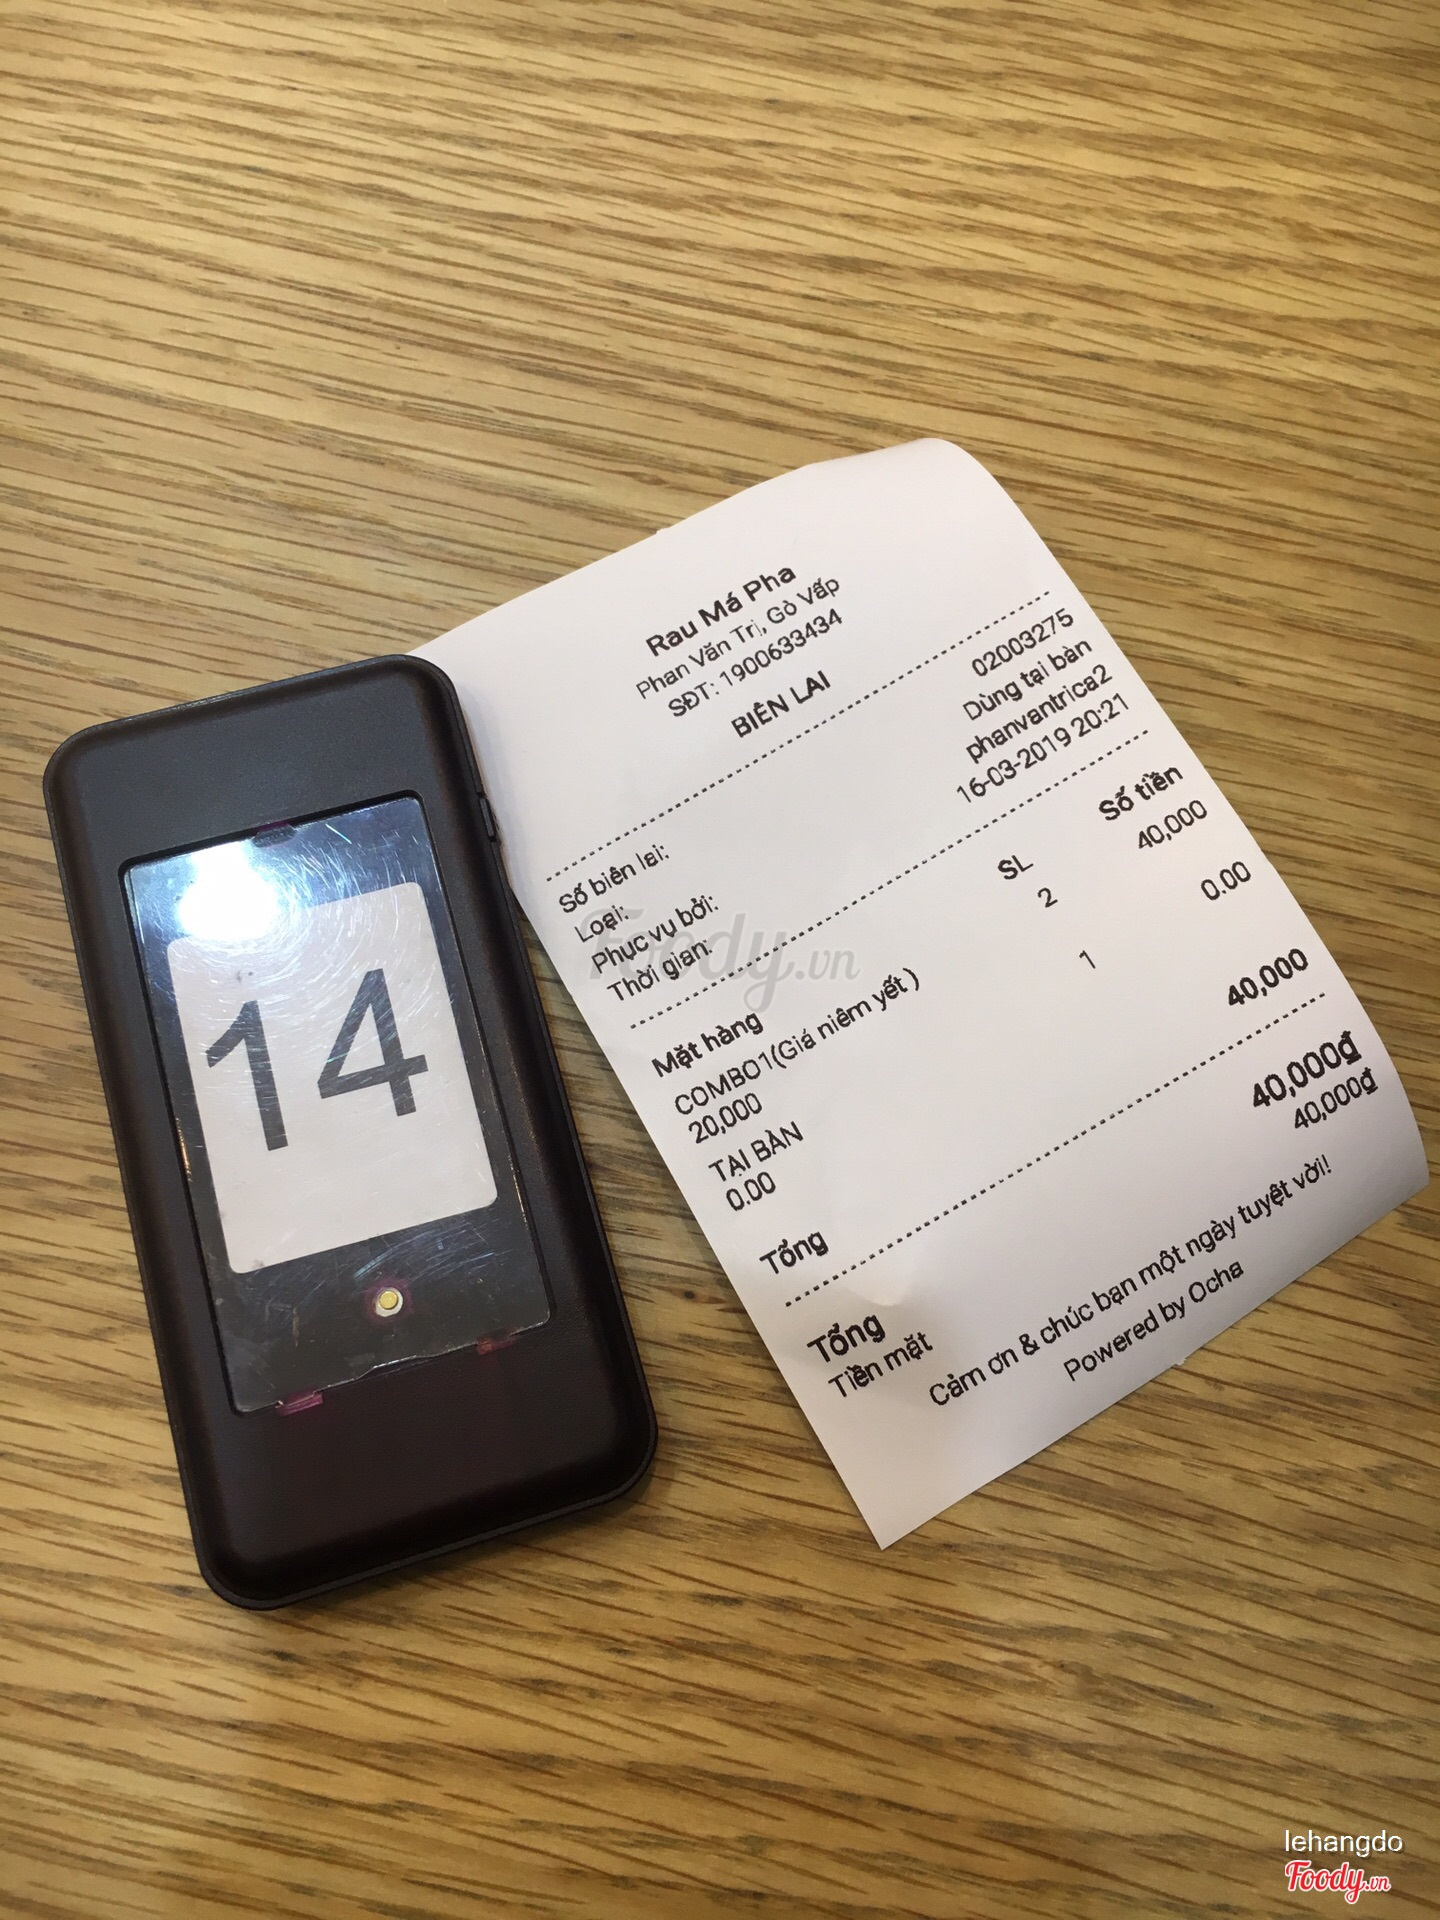 Rau Má Pha
Phan Văn Trị, Gò Vấp
SĐT: 1900633434
BIÊN LAI
Số biên lai: 02003275
Loại: Dùng tại bàn
Phục vụ bởi: phanvantrica2
Thời gian: 16-03-2019 20:21
Mặt hàng SL Số tiền
COMBO1(Giá niêm yết ) 2 40,000
20,000
TẠI BÀN 1 0.00
0.00
Tổng 40,000
Tổng 40,000₫
Tiền mặt 40,000₫
Cảm ơn & chúc bạn một ngày tuyệt vời!
Powered by Ocha
14
Foody.vn
lehangdo
Foody.vn